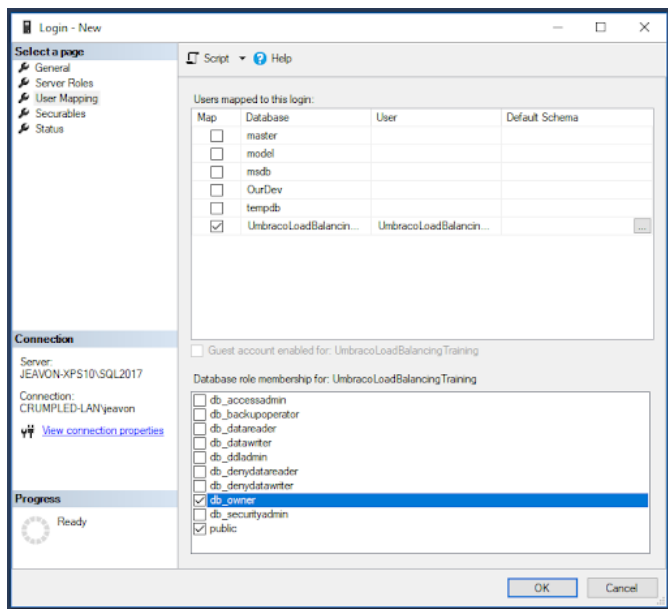 Login - New
Select a page
General
Server Roles
User Mapping
Securables
Status
Script Help
Users mapped to this login:
Map Database User Default Schema
master
model
msdb
OurDev
tempdb
UmbracoLoadBalancin... UmbracoLoadBalancin... ...
Guest account enabled for: UmbracoLoadBalancingTraining
Database role membership for: UmbracoLoadBalancingTraining
db_accessadmin
db_backupoperator
db_datareader
db_datawriter
db_ddladmin
db_denydatareader
db_denydatawriter
db_owner
db_securityadmin
public
Connection
Server:
JEAVON-XPS10\SQL2017
Connection:
CRUMPLED-LAN\jeavon
View connection properties
Progress
Ready
OK Cancel